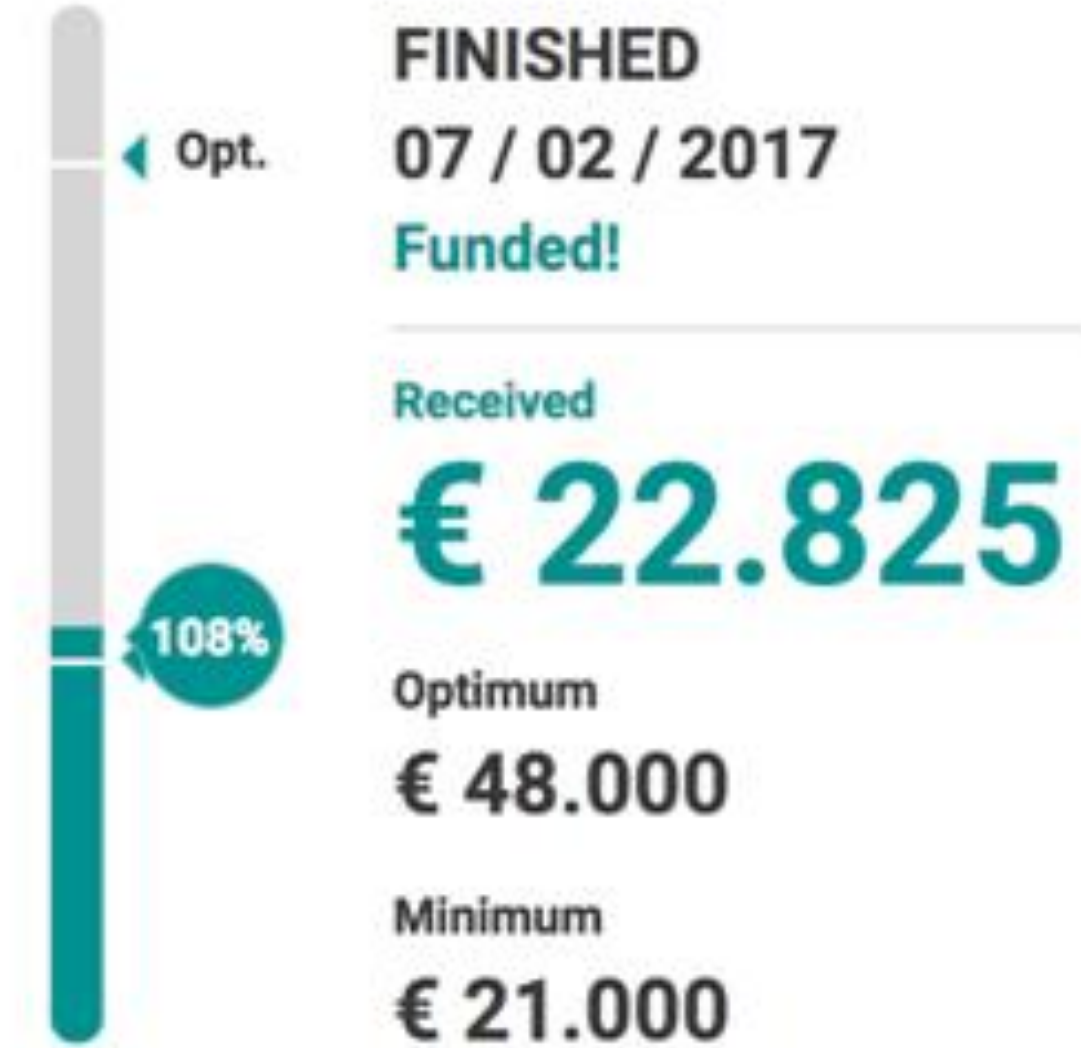 Opt.
FINISHED
07 / 02 / 2017
Funded!
Received
€ 22.825
108%
Optimum
€ 48.000
Minimum
€ 21.000